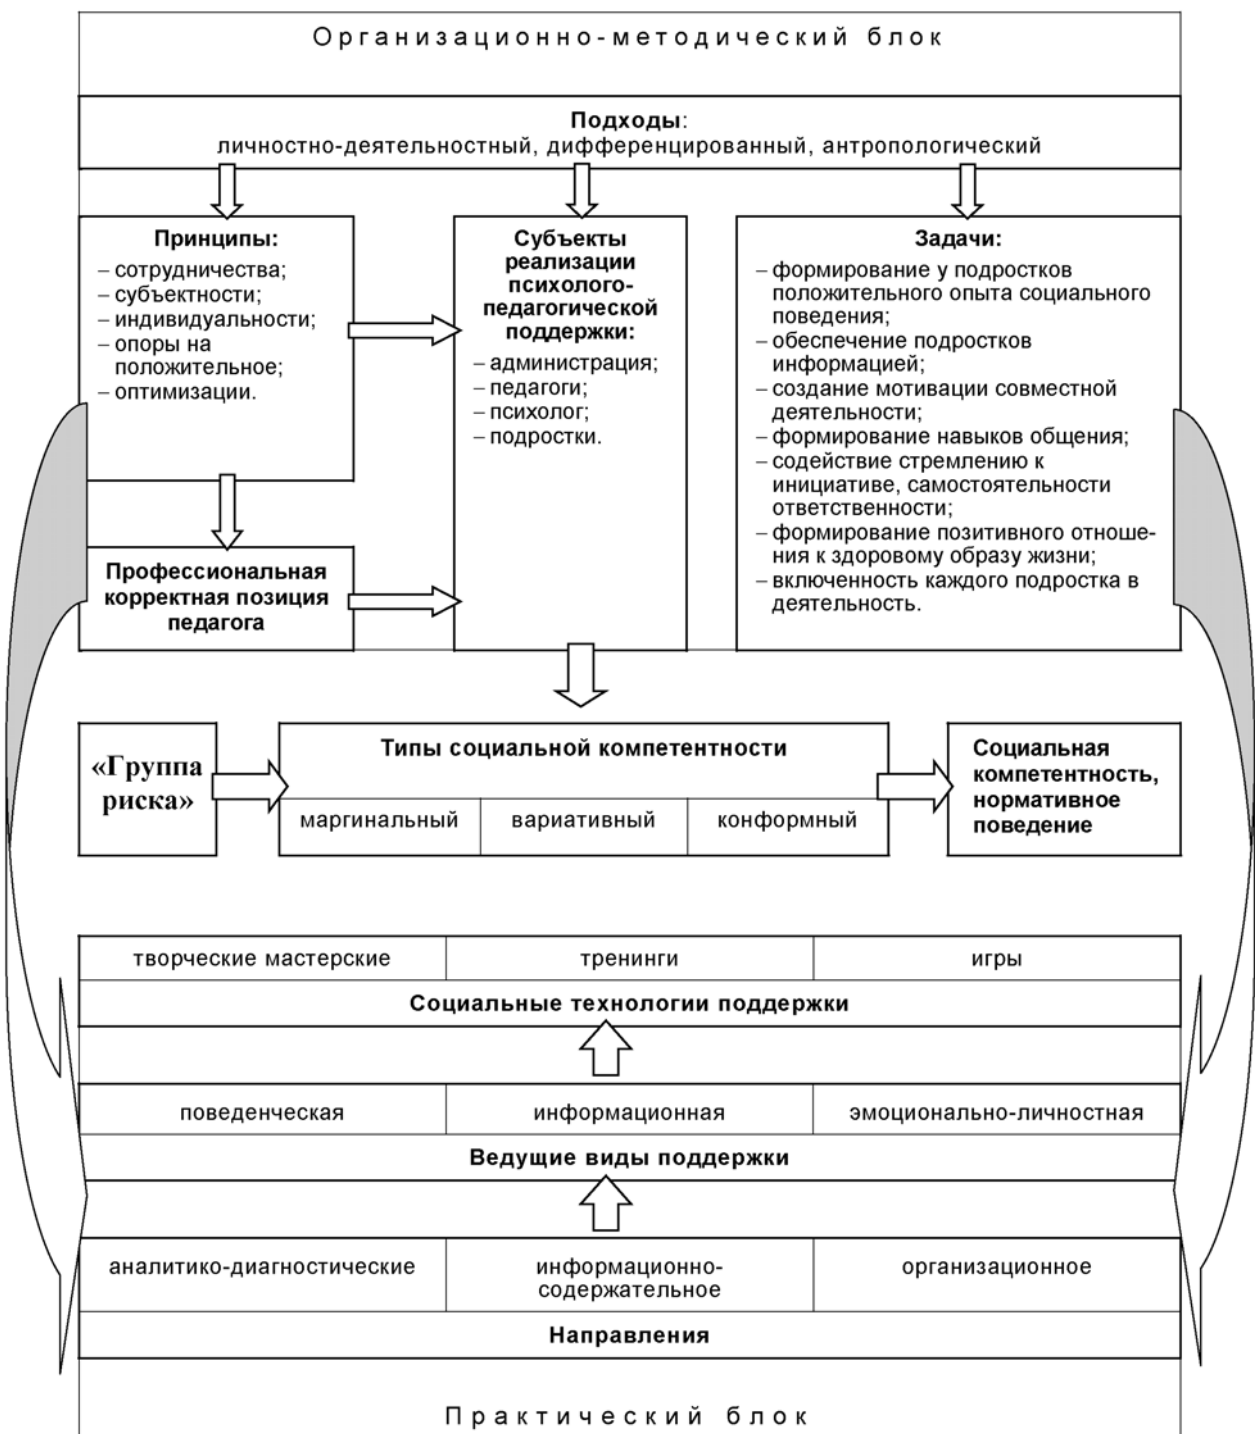 Организационно-методический блок
Подходы:
личностно-деятельностный, дифференцированный, антропологический
Принципы:
– сотрудничества;
– субъектности;
– индивидуальности;
– опоры на
положительное;
– оптимизации.
Профессиональная
корректная позиция
педагога
Субъекты
реализации
психолого-
педагогической
поддержки:
– администрация;
– педагоги;
– психолог;
– подростки.
Задачи:
– формирование у подростков
положительного опыта социального
поведения;
– обеспечение подростков
информацией;
– создание мотивации совместной
деятельности;
– формирование навыков общения;
– содействие стремлению к
инициативе, самостоятельности
ответственности;
– формирование позитивного отноше-
ния к здоровому образу жизни;
– включенность каждого подростка в
деятельность.
«Группа
риска»
Типы социальной компетентности
маргинальный
вариативный
конформный
Социальная
компетентность,
нормативное
поведение
творческие мастерские
тренинги
игры
Социальные технологии поддержки
поведенческая
информационная
эмоционально-личностная
Ведущие виды поддержки
аналитико-диагностические
информационно-
содержательное
организационное
Направления
Практический блок